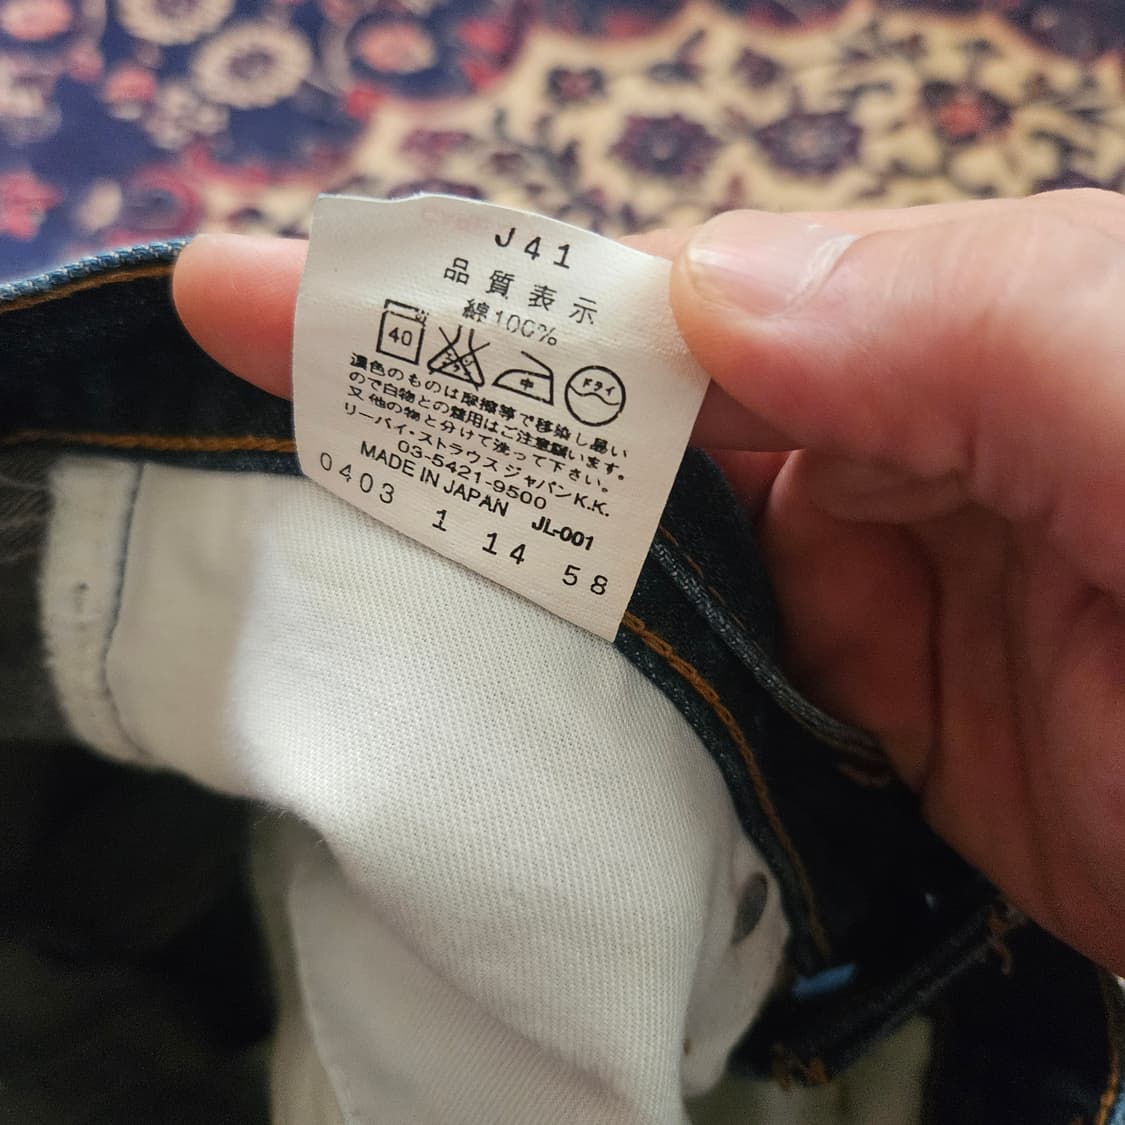 J41
品質表示
綿100%
40 中 ドライ
濃色のものは摩擦等で移染し易い
ので白物との着用はご注意願います。
又他の物と分けて洗って下さい。
リーバイ・ストラウス ジャパンK.K.
03-5421-9500
MADE IN JAPAN JL-001
0403 1 14 58